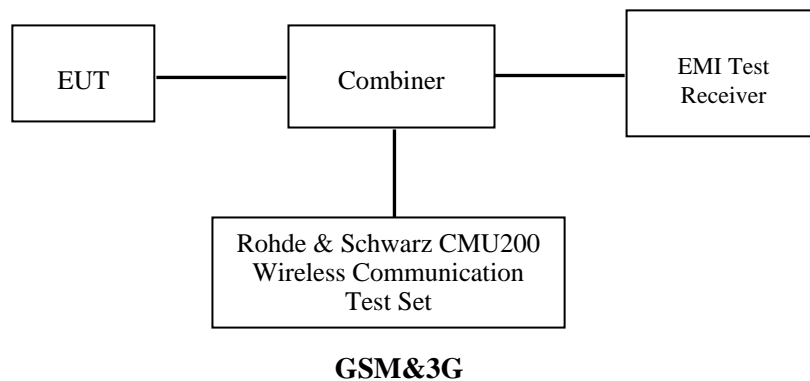 EUT
Combiner
EMI Test
Receiver
Rohde & Schwarz CMU200
Wireless Communication
Test Set
GSM&3G